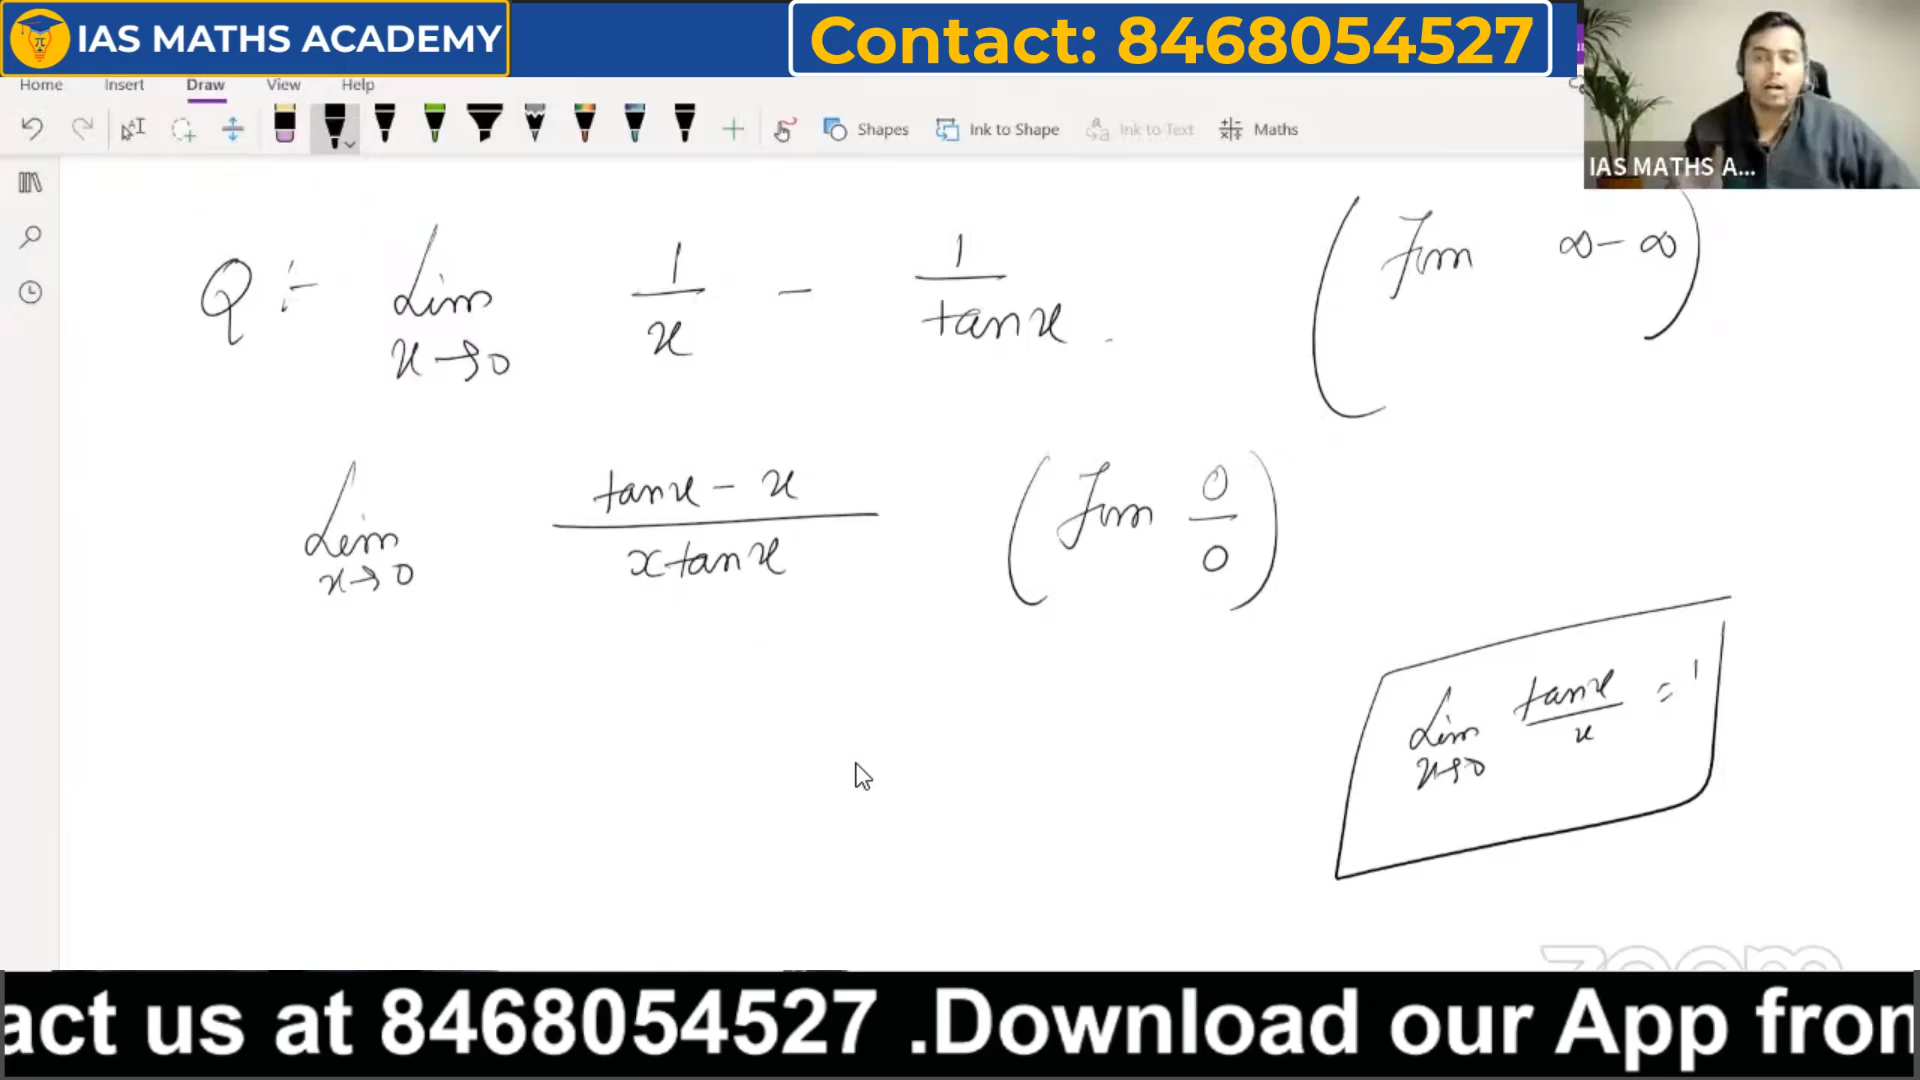 IAS MATHS ACADEMY
Contact: 8468054527
Home Insert Draw View Help
Shapes Ink to Shape Ink to Text Maths
IAS MATHS A...
Q :- Lim x→0 1/x - 1/tanx . (Form ∞-∞)
Lim x→0 tanx - x / x tanx (Form 0/0)
Lim x→0 tanx/x = 1
zoom
act us at 8468054527 .Download our App fron